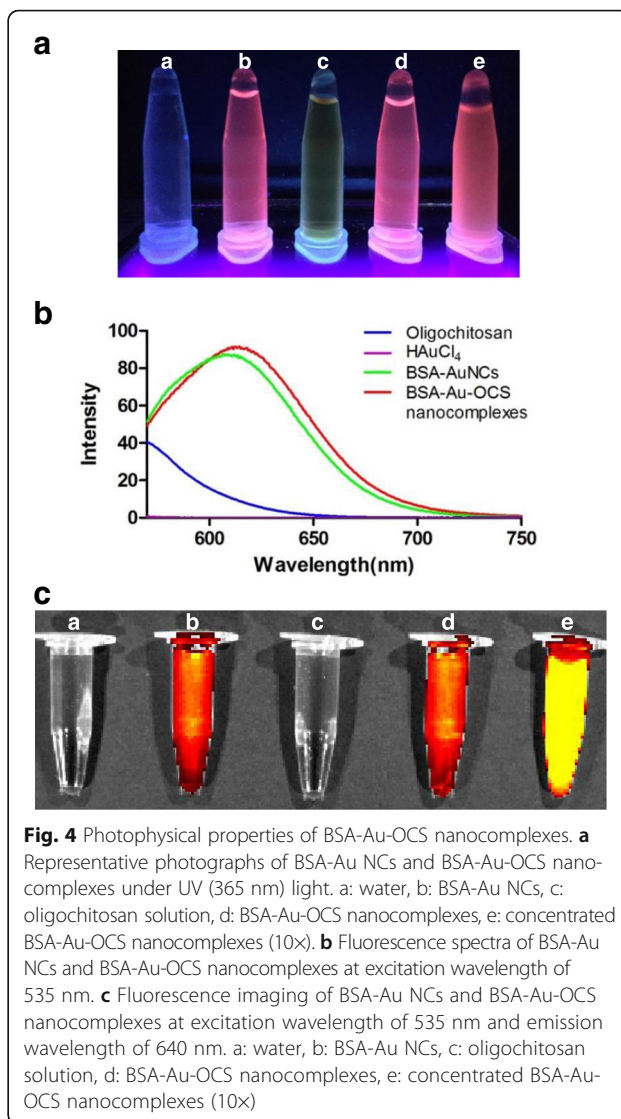 a
a b c d e
b
100
80
60
40
20
0
Intensity
600 650 700 750
Wavelength(nm)
Oligochitosan
HAuCl₄
BSA-AuNCs
BSA-Au-OCS
nanocomplexes
c
a b c d e
Fig. 4 Photophysical properties of BSA-Au-OCS nanocomplexes. a
Representative photographs of BSA-Au NCs and BSA-Au-OCS nano-
complexes under UV (365 nm) light. a: water, b: BSA-Au NCs, c:
oligochitosan solution, d: BSA-Au-OCS nanocomplexes, e: concentrated
BSA-Au-OCS nanocomplexes (10×). b Fluorescence spectra of BSA-Au
NCs and BSA-Au-OCS nanocomplexes at excitation wavelength of
535 nm. c Fluorescence imaging of BSA-Au NCs and BSA-Au-OCS
nanocomplexes at excitation wavelength of 535 nm and emission
wavelength of 640 nm. a: water, b: BSA-Au NCs, c: oligochitosan
solution, d: BSA-Au-OCS nanocomplexes, e: concentrated BSA-Au-
OCS nanocomplexes (10×)